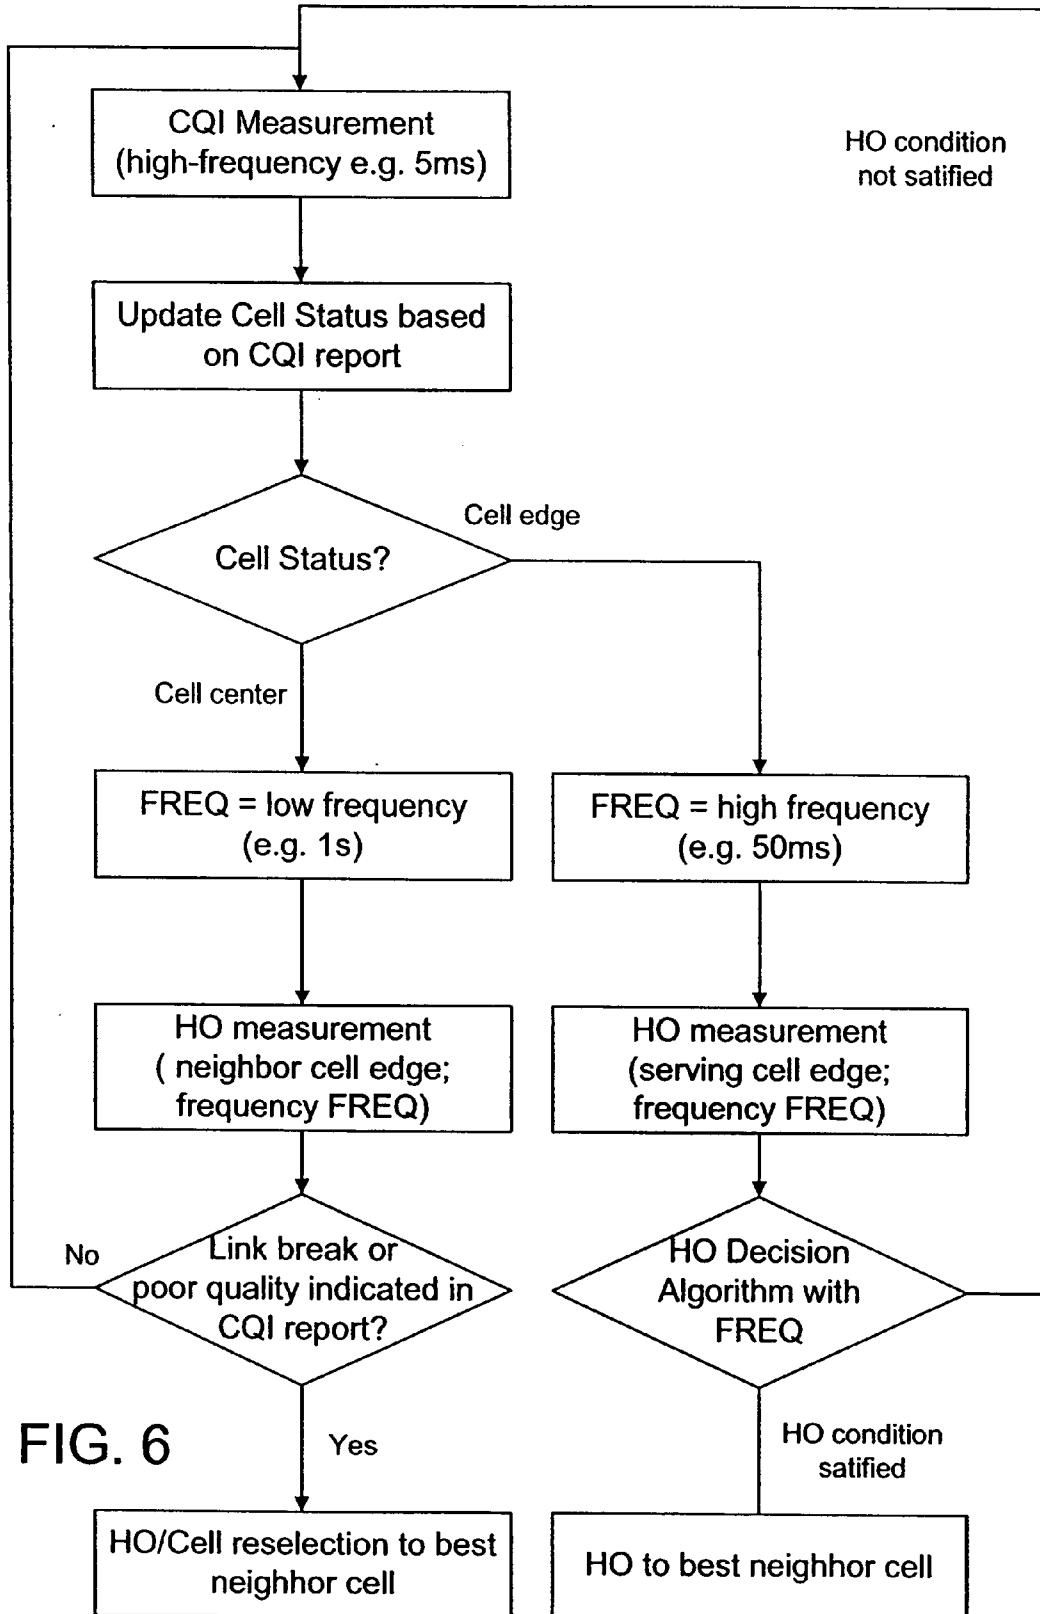 CQI Measurement
(high-frequency e.g. 5ms)
HO condition
not satified
Update Cell Status based
on CQI report
Cell edge
Cell Status?
Cell center
FREQ = low frequency
(e.g. 1s)
FREQ = high frequency
(e.g. 50ms)
HO measurement
( neighbor cell edge;
frequency FREQ)
HO measurement
(serving cell edge;
frequency FREQ)
No
Link break or
poor quality indicated in
CQI report?
HO Decision
Algorithm with
FREQ
FIG. 6
Yes
HO condition
satified
HO/Cell reselection to best
neighhor cell
HO to best neighhor cell